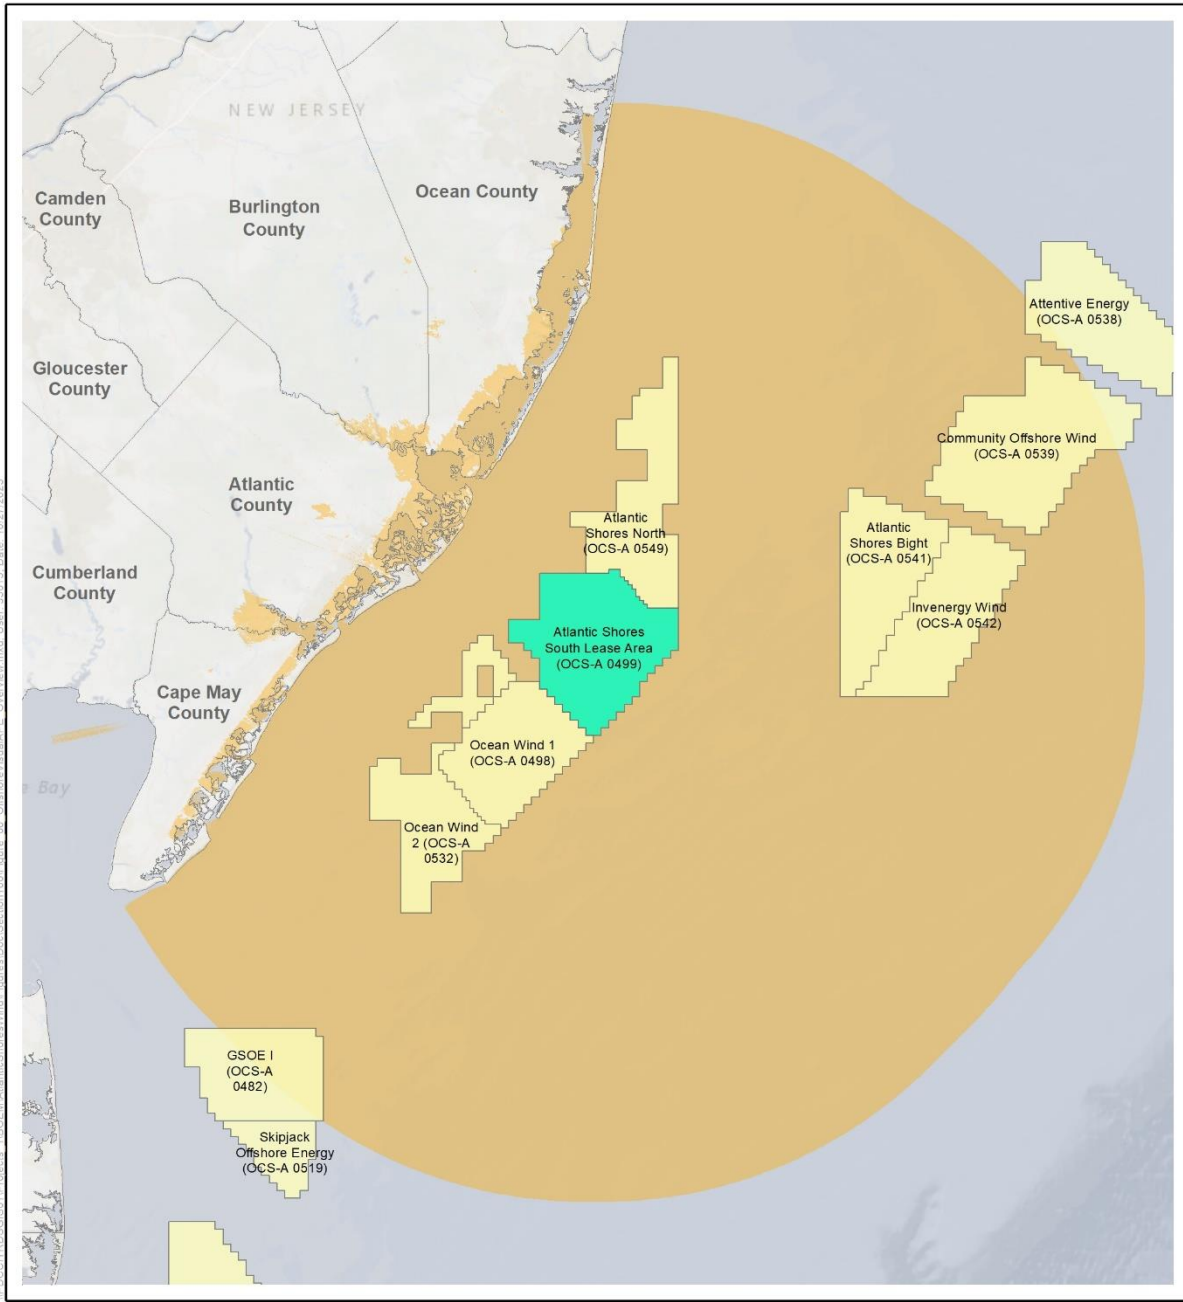 NEW JERSEY
Camden
County
Burlington
County
Ocean County
Gloucester
County
Atlantic
County
Cumberland
County
Cape May
County
Bay
Attentive Energy
(OCS-A 0538)
Community Offshore Wind
(OCS-A 0539)
Atlantic
Shores North
(OCS-A 0549)
Atlantic
Shores Bight
(OCS-A 0541)
Invenergy Wind
(OCS-A 0542)
Atlantic Shores
South Lease Area
(OCS-A 0499)
Ocean Wind 1
(OCS-A 0498)
Ocean Wind
2 (OCS-A
0532)
GSOE I
(OCS-A
0482)
Skipjack
Offshore Energy
(OCS-A 0519)